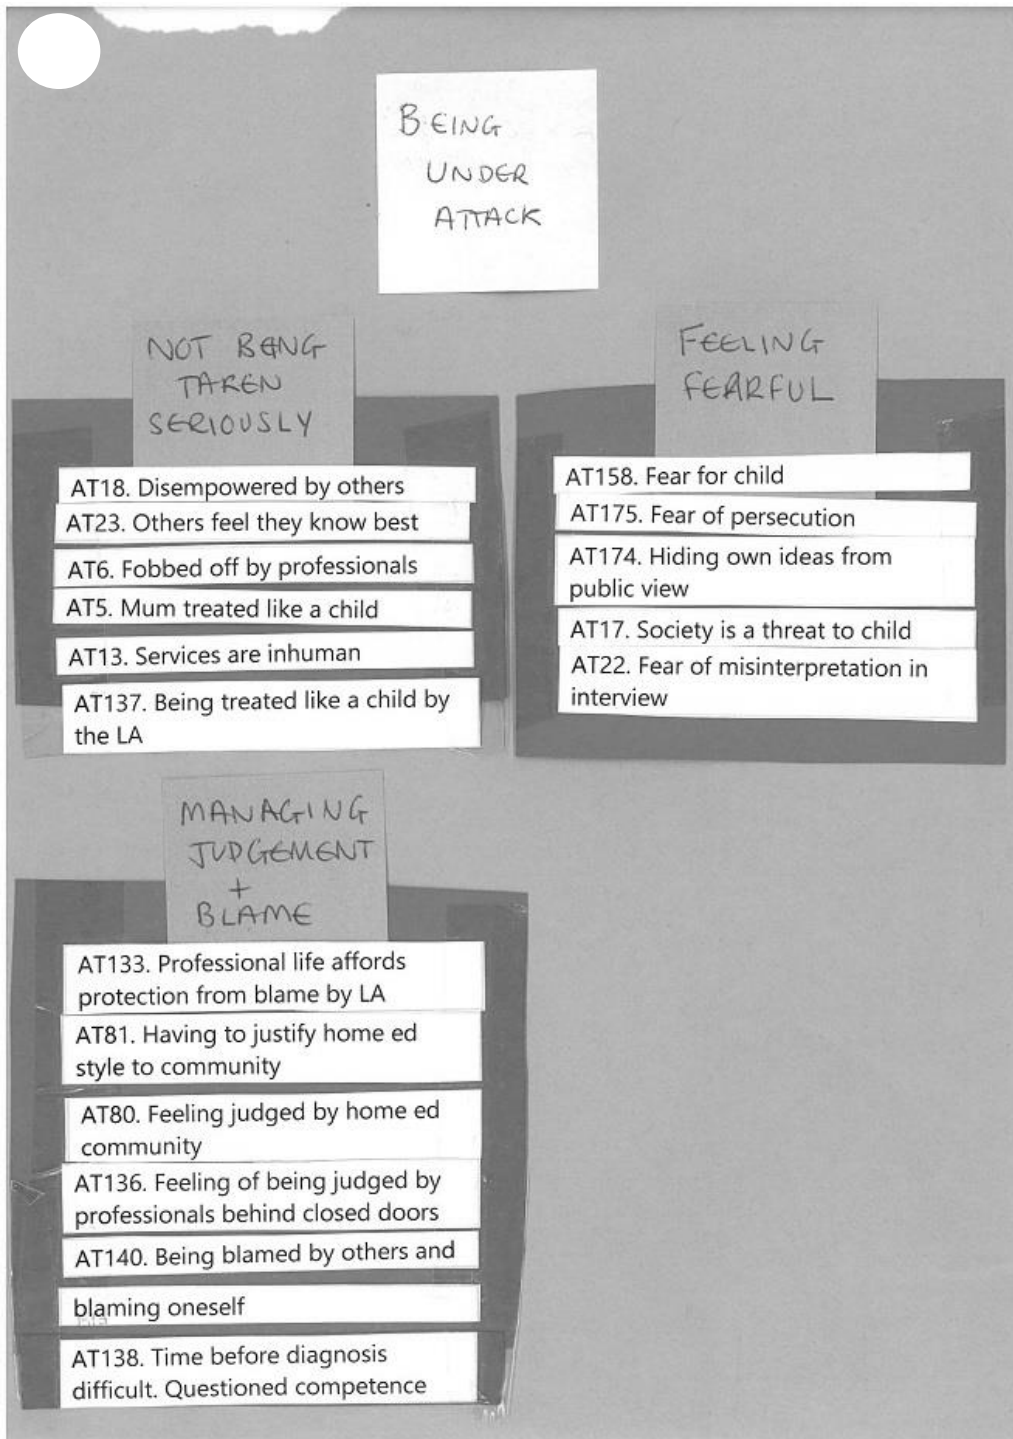 BEING
UNDER
ATTACK
NOT BEING
TAKEN
SERIOUSLY
AT18. Disempowered by others
AT23. Others feel they know best
AT6. Fobbed off by professionals
AT5. Mum treated like a child
AT13. Services are inhuman
AT137. Being treated like a child by
the LA
FEELING
FEARFUL
AT158. Fear for child
AT175. Fear of persecution
AT174. Hiding own ideas from
public view
AT17. Society is a threat to child
AT22. Fear of misinterpretation in
interview
MANAGING
JUDGEMENT
+
BLAME
AT133. Professional life affords
protection from blame by LA
AT81. Having to justify home ed
style to community
AT80. Feeling judged by home ed
community
AT136. Feeling of being judged by
professionals behind closed doors
AT140. Being blamed by others and
blaming oneself
AT138. Time before diagnosis
difficult. Questioned competence